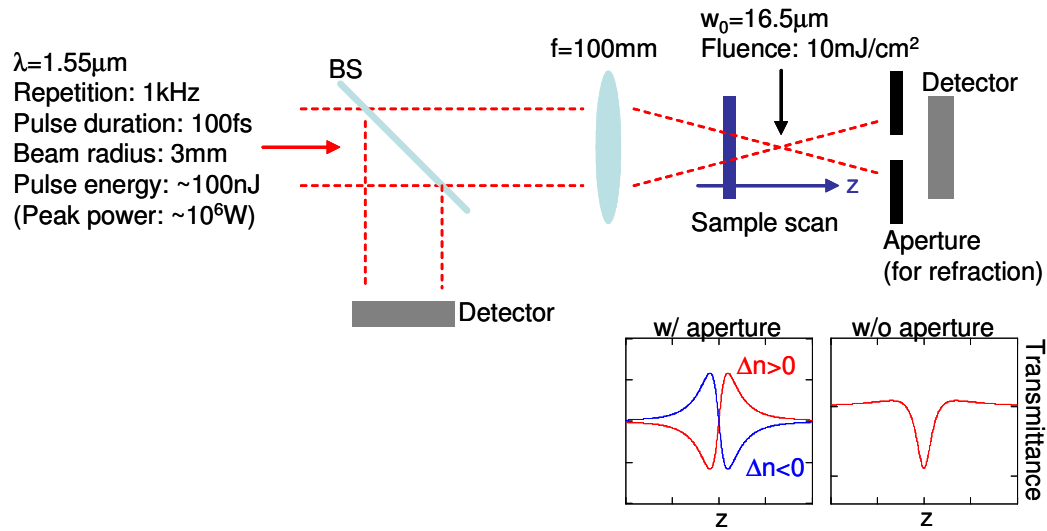 λ=1.55μm
Repetition: 1kHz
Pulse duration: 100fs
Beam radius: 3mm
Pulse energy: ~100nJ
(Peak power: ~10⁶W)
BS
Detector
f=100mm
w₀=16.5μm
Fluence: 10mJ/cm²
Detector
z
Sample scan
Aperture
(for refraction)
w/ aperture
Δn>0
Δn<0
z
w/o aperture
Transmittance
z